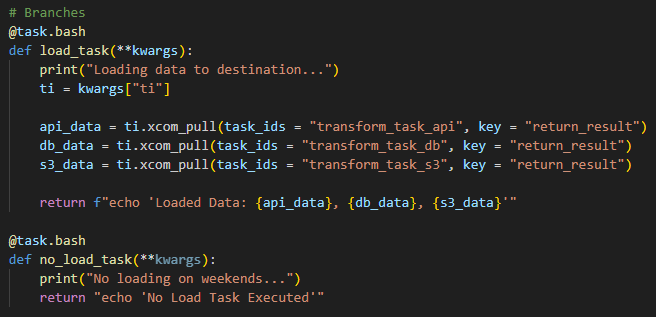 # Branches
@task.bash
def load_task(**kwargs):
    print("Loading data to destination...")
    ti = kwargs["ti"]

    api_data = ti.xcom_pull(task_ids = "transform_task_api", key = "return_result")
    db_data = ti.xcom_pull(task_ids = "transform_task_db", key = "return_result")
    s3_data = ti.xcom_pull(task_ids = "transform_task_s3", key = "return_result")

    return f"echo 'Loaded Data: {api_data}, {db_data}, {s3_data}'"

@task.bash
def no_load_task(**kwargs):
    print("No loading on weekends...")
    return "echo 'No Load Task Executed'"